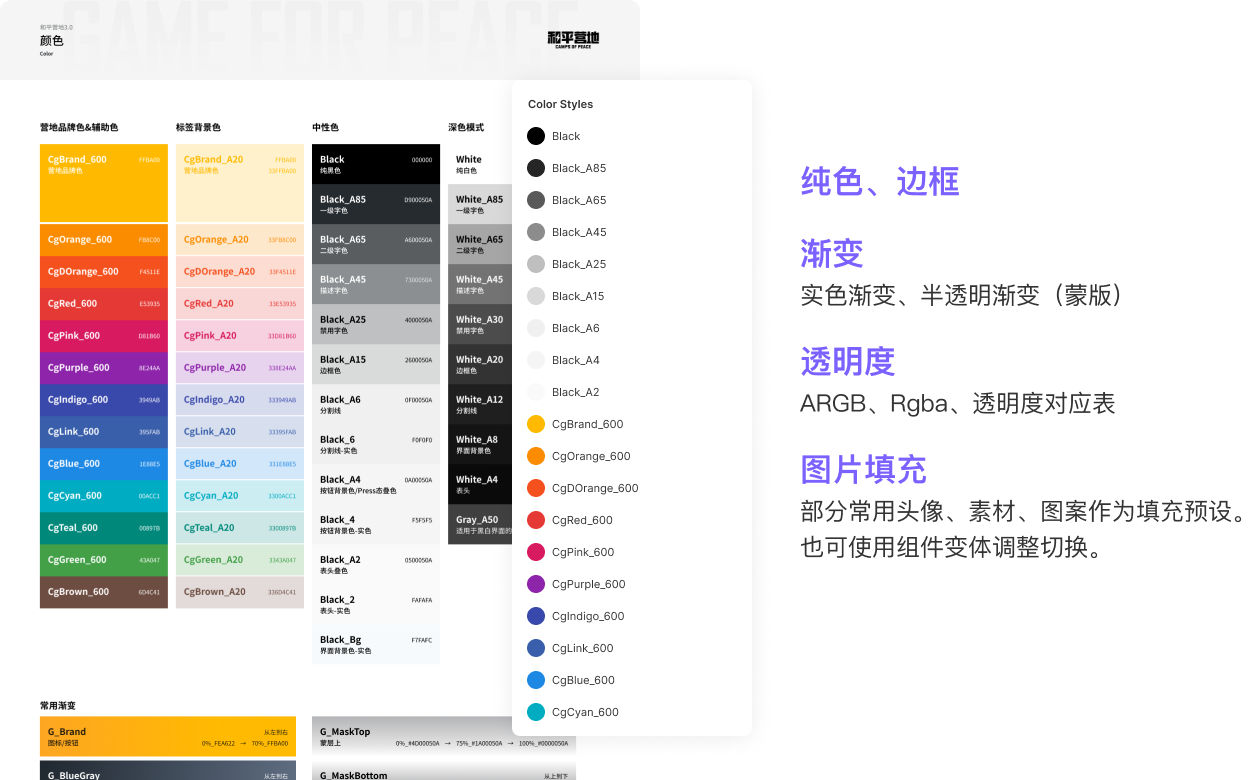 GAME FOR PEACE
和平营地3.0
颜色
Color
和平营地
CAMPS OF PEACE
营地品牌色&辅助色
CgBrand_600 FFBA00
营地品牌色
CgOrange_600 FB8C00
CgDOrange_600 F4511E
CgRed_600 E53935
CgPink_600 D81B60
CgPurple_600 8E24AA
CgIndigo_600 3949AB
CgLink_600 395FAB
CgBlue_600 1E88E5
CgCyan_600 00ACC1
CgTeal_600 00897B
CgGreen_600 43A047
CgBrown_600 6D4C41
标签背景色
CgBrand_A20 FFBA00
营地品牌色 33FFBA00
CgOrange_A20 33FB8C00
CgDOrange_A20 33F4511E
CgRed_A20 33E53935
CgPink_A20 33D81B60
CgPurple_A20 338E24AA
CgIndigo_A20 333949AB
CgLink_A20 33395FAB
CgBlue_A20 331E88E5
CgCyan_A20 3300ACC1
CgTeal_A20 3300897B
CgGreen_A20 3343A047
CgBrown_A20 336D4C41
中性色
Black 000000
纯黑色
Black_A85 D900050A
一级字色
Black_A65 A600050A
二级字色
Black_A45 7300050A
描述字色
Black_A25 4000050A
禁用字色
Black_A15 2600050A
边框色
Black_A6 0F00050A
分割线
Black_6 F0F0F0
分割线-实色
Black_A4 0A00050A
按钮背景色/Press态叠色
Black_4 F5F5F5
按钮背景色-实色
Black_A2 0500050A
表头叠色
Black_2 FAFAFA
表头-实色
Black_Bg F7FAFC
界面背景色-实色
深色模式
White
纯白色
White_A85
一级字色
White_A65
二级字色
White_A45
描述字色
White_A30
禁用字色
White_A20
边框色
White_A12
分割线
White_A8
界面背景色
White_A4
表头
Gray_A50
适用于黑白界面的
常用渐变
G_Brand 从左到右
图标/按钮 0%_FEA622 → 70%_FFBA00
G_BlueGray 从左到右
G_MaskTop
蒙层上 0%_#4D00050A → 75%_#1A00050A → 100%_#0000050A
G_MaskBottom 从上到下
Color Styles
Black
Black_A85
Black_A65
Black_A45
Black_A25
Black_A15
Black_A6
Black_A4
Black_A2
CgBrand_600
CgOrange_600
CgDOrange_600
CgRed_600
CgPink_600
CgPurple_600
CgIndigo_600
CgLink_600
CgBlue_600
CgCyan_600
纯色、边框
渐变
实色渐变、半透明渐变（蒙版）
透明度
ARGB、Rgba、透明度对应表
图片填充
部分常用头像、素材、图案作为填充预设。
也可使用组件变体调整切换。